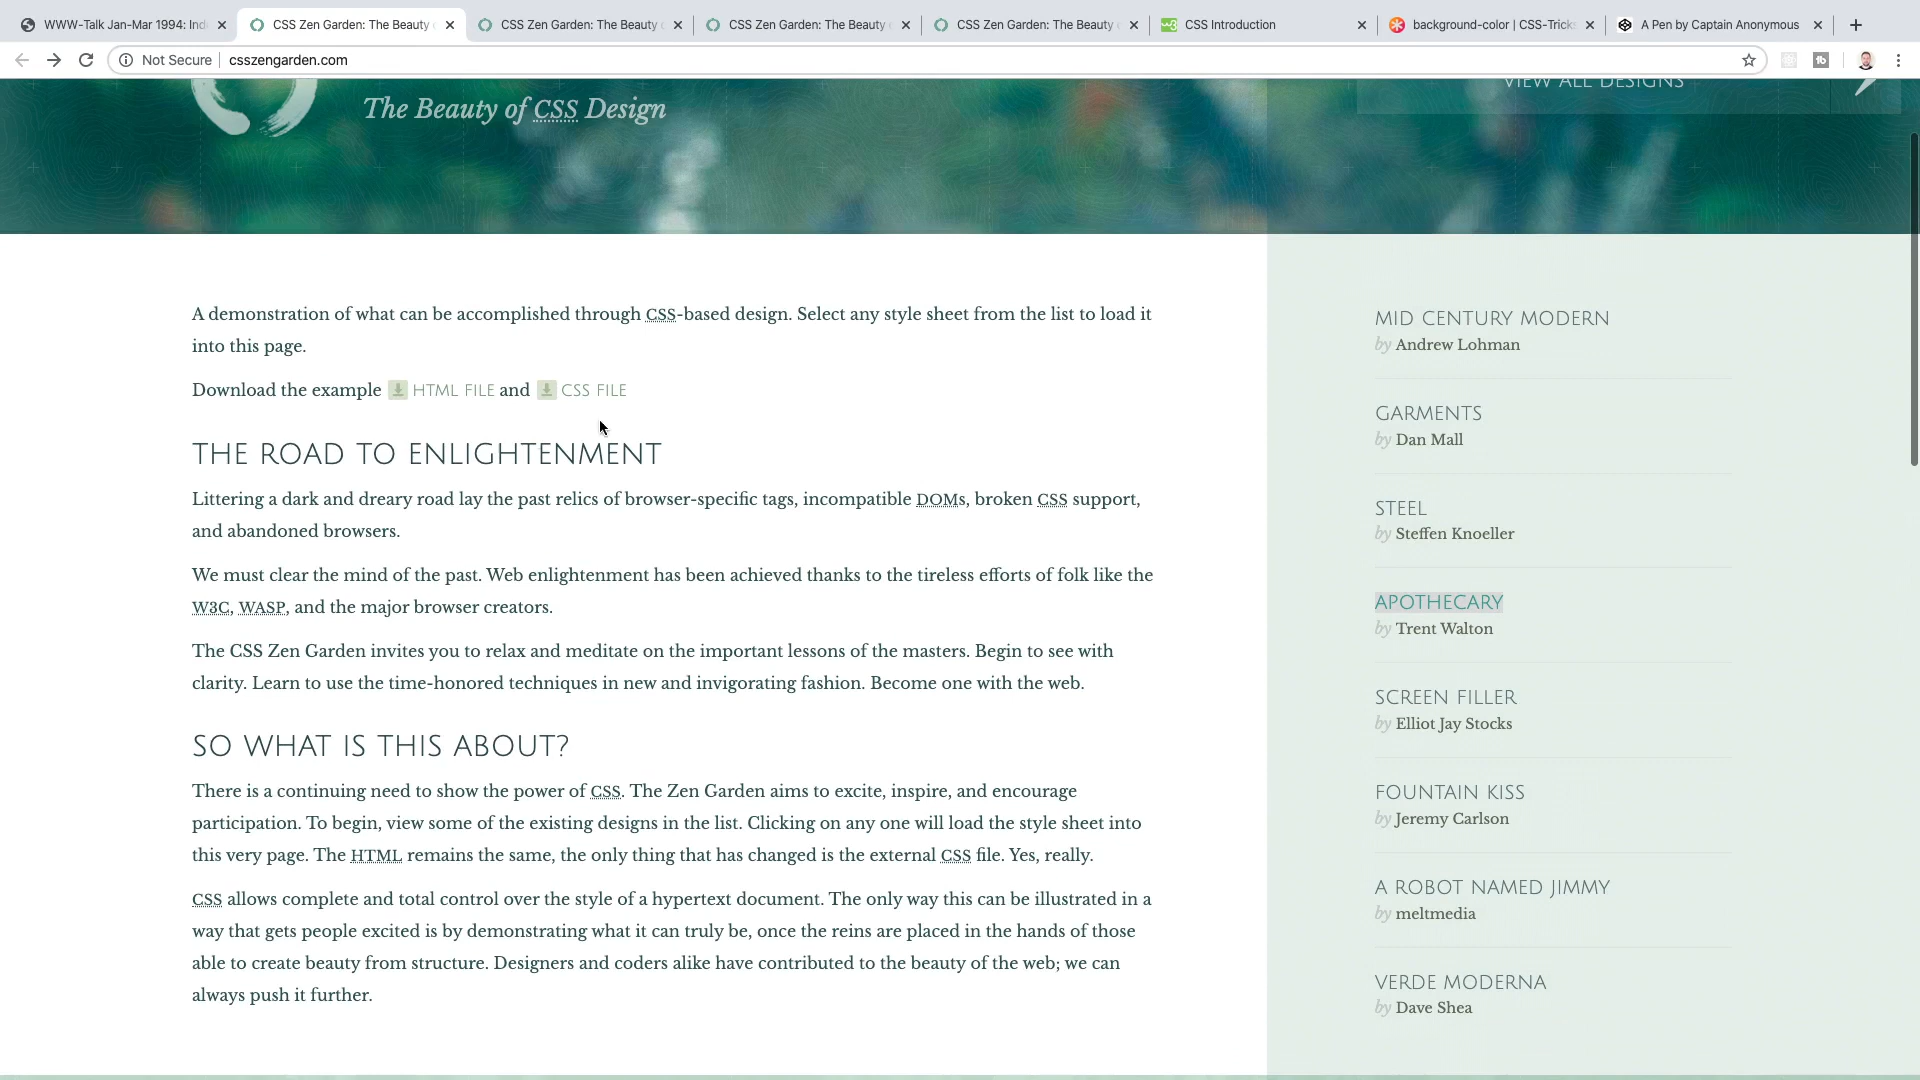 WWW-Talk Jan-Mar 1994: Ind
CSS Zen Garden: The Beauty
CSS Zen Garden: The Beauty
CSS Zen Garden: The Beauty
CSS Zen Garden: The Beauty
CSS Introduction
background-color | CSS-Tricks
A Pen by Captain Anonymous
Not Secure
csszengarden.com
VIEW ALL DESIGNS
The Beauty of CSS Design
A demonstration of what can be accomplished through CSS-based design. Select any style sheet from the list to load it
into this page.
Download the example HTML FILE and CSS FILE
THE ROAD TO ENLIGHTENMENT
Littering a dark and dreary road lay the past relics of browser-specific tags, incompatible DOMs, broken CSS support,
and abandoned browsers.
We must clear the mind of the past. Web enlightenment has been achieved thanks to the tireless efforts of folk like the
W3C, WASP, and the major browser creators.
The CSS Zen Garden invites you to relax and meditate on the important lessons of the masters. Begin to see with
clarity. Learn to use the time-honored techniques in new and invigorating fashion. Become one with the web.
SO WHAT IS THIS ABOUT?
There is a continuing need to show the power of CSS. The Zen Garden aims to excite, inspire, and encourage
participation. To begin, view some of the existing designs in the list. Clicking on any one will load the style sheet into
this very page. The HTML remains the same, the only thing that has changed is the external CSS file. Yes, really.
CSS allows complete and total control over the style of a hypertext document. The only way this can be illustrated in a
way that gets people excited is by demonstrating what it can truly be, once the reins are placed in the hands of those
able to create beauty from structure. Designers and coders alike have contributed to the beauty of the web; we can
always push it further.
MID CENTURY MODERN
by Andrew Lohman
GARMENTS
by Dan Mall
STEEL
by Steffen Knoeller
APOTHECARY
by Trent Walton
SCREEN FILLER
by Elliot Jay Stocks
FOUNTAIN KISS
by Jeremy Carlson
A ROBOT NAMED JIMMY
by meltmedia
VERDE MODERNA
by Dave Shea